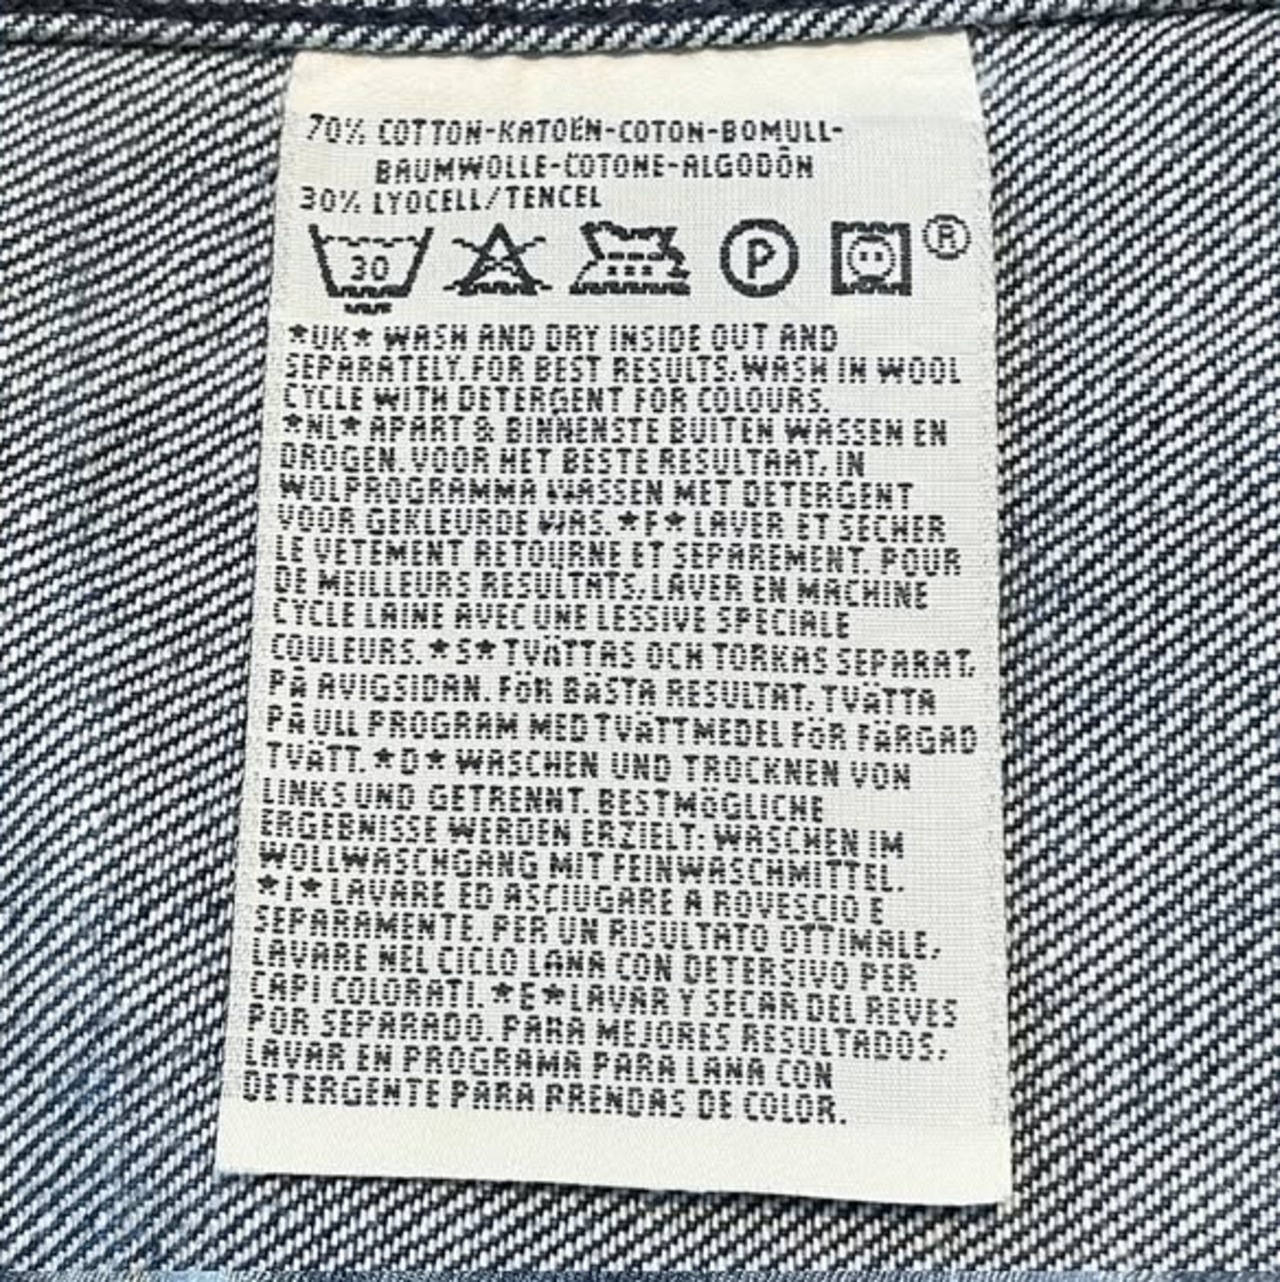 70% COTTON-KATOEN-COTON-BOMULL-
BAUMWOLLE-COTONE-ALGODÓN
30% LYOCELL/TENCEL
30 P ®
*UK* WASH AND DRY INSIDE OUT AND
SEPARATELY. FOR BEST RESULTS. WASH IN WOOL
CYCLE WITH DETERGENT FOR COLOURS.
*NL* APART & BINNENSTE BUITEN WASSEN EN
DROGEN. VOOR HET BESTE RESULTAAT, IN
WOLPROGRAMMA WASSEN MET DETERGENT
VOOR GEKLEURDE WAS. *F* LAVER ET SECHER
LE VETEMENT RETOURNE ET SEPAREMENT. POUR
DE MEILLEURS RESULTATS, LAVER EN MACHINE
CYCLE LAINE AVEC UNE LESSIVE SPECIALE
COULEURS. *S* TVÄTTAS OCH TORKAS SEPARAT,
PÅ AVIGSIDAN. FÖR BÄSTA RESULTAT, TVÄTTA
PÅ ULL PROGRAM MED TVÄTTMEDEL FÖR FÄRGAD
TVÄTT. *D* WASCHEN UND TROCKNEN VON
LINKS UND GETRENNT. BESTMÖGLICHE
ERGEBNISSE WERDEN ERZIELT: WASCHEN IM
WOLLWASCHGANG MIT FEINWASCHMITTEL.
*I* LAVARE ED ASCIUGARE A ROVESCIO E
SEPARAMENTE. PER UN RISULTATO OTTIMALE,
LAVARE NEL CICLO LANA CON DETERSIVO PER
CAPI COLORATI. *E* LAVAR Y SECAR DEL REVES
POR SEPARADO. PARA MEJORES RESULTADOS,
LAVAR EN PROGRAMA PARA LANA CON
DETERGENTE PARA PRENDAS DE COLOR.